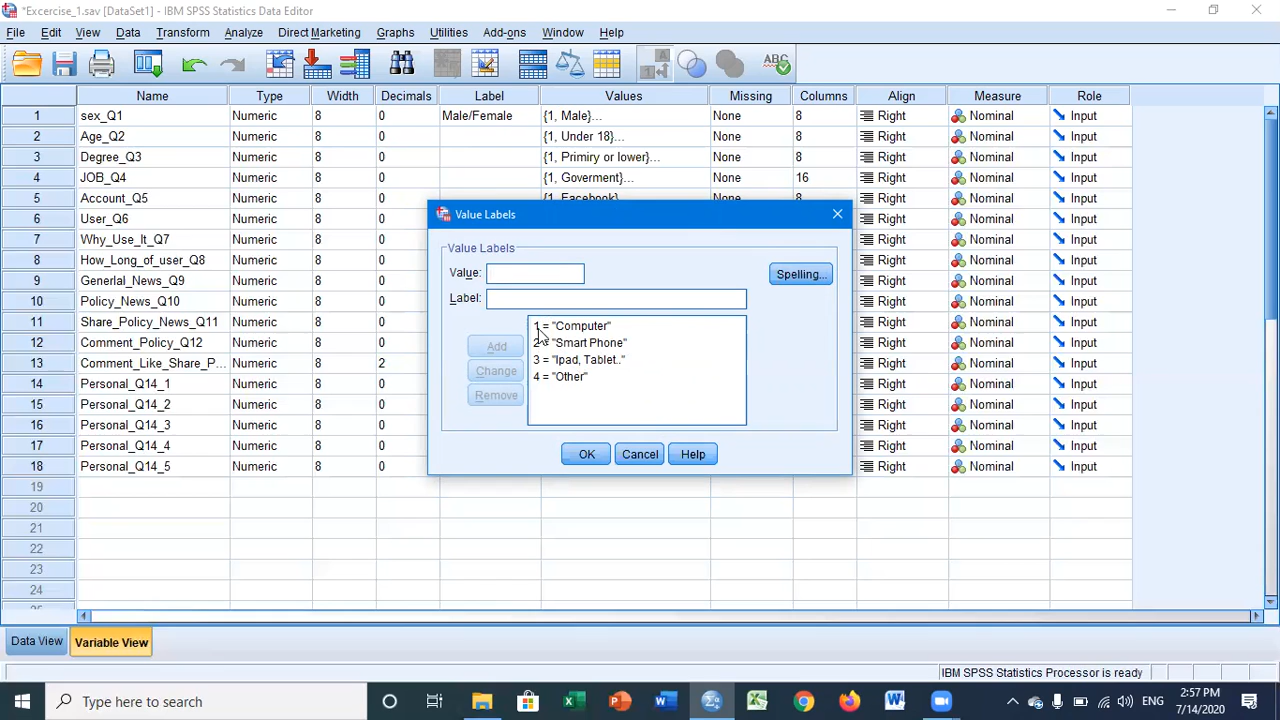 *Excercise_1.sav [DataSet1] - IBM SPSS Statistics Data Editor
File Edit View Data Transform Analyze Direct Marketing Graphs Utilities Add-ons Window Help
Name Type Width Decimals Label Values Missing Columns Align Measure Role
1 sex_Q1 Numeric 8 0 Male/Female {1, Male}... None 8 Right Nominal Input
2 Age_Q2 Numeric 8 0 {1, Under 18}... None 8 Right Nominal Input
3 Degree_Q3 Numeric 8 0 {1, Primiry or lower}... None 8 Right Nominal Input
4 JOB_Q4 Numeric 8 0 {1, Goverment}... None 16 Right Nominal Input
5 Account_Q5 Numeric 8 0 {1, Facebook}... None 8 Right Nominal Input
6 User_Q6 Numeric 8 Right Nominal Input
7 Why_Use_It_Q7 Numeric 8 Right Nominal Input
8 How_Long_of_user_Q8 Numeric 8 0 Right Nominal Input
9 Generlal_News_Q9 Numeric 8 0 Right Nominal Input
10 Policy_News_Q10 Numeric 8 0 Right Nominal Input
11 Share_Policy_News_Q11 Numeric 8 0 Right Nominal Input
12 Comment_Policy_Q12 Numeric 8 0 Right Nominal Input
13 Comment_Like_Share_P... Numeric 8 2 Right Nominal Input
14 Personal_Q14_1 Numeric 8 0 Right Nominal Input
15 Personal_Q14_2 Numeric 8 0 Right Nominal Input
16 Personal_Q14_3 Numeric 8 0 Right Nominal Input
17 Personal_Q14_4 Numeric 8 0 Right Nominal Input
18 Personal_Q14_5 Numeric 8 0 Right Nominal Input
19
20
21
22
23
24
Value Labels
Value Labels
Value:
Spelling...
Label:
1 = "Computer"
2 = "Smart Phone"
3 = "Ipad, Tablet.."
4 = "Other"
Add
Change
Remove
OK Cancel Help
Data View Variable View
IBM SPSS Statistics Processor is ready
Type here to search
ENG
2:57 PM
7/14/2020